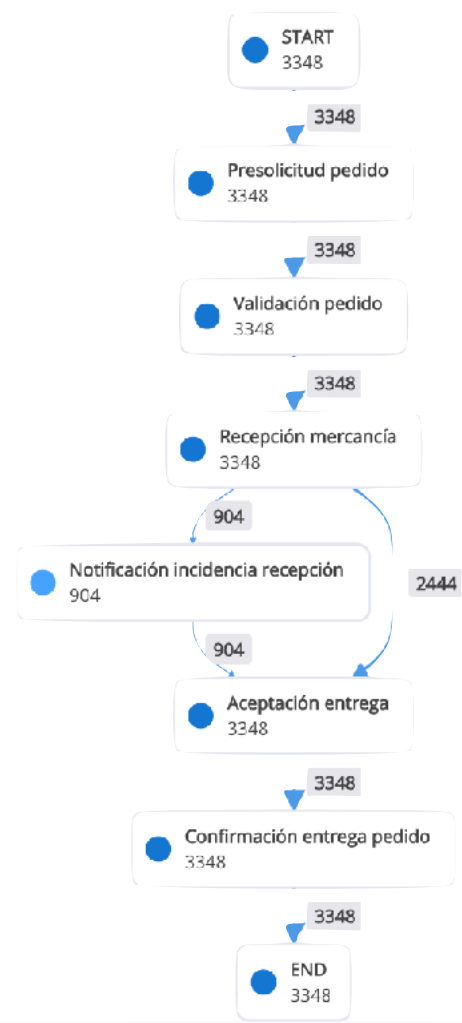 START
3348
3348
Presolicitud pedido
3348
3348
Validación pedido
3348
3348
Recepción mercancía
3348
904
2444
Notificación incidencia recepción
904
904
Aceptación entrega
3348
3348
Confirmación entrega pedido
3348
3348
END
3348